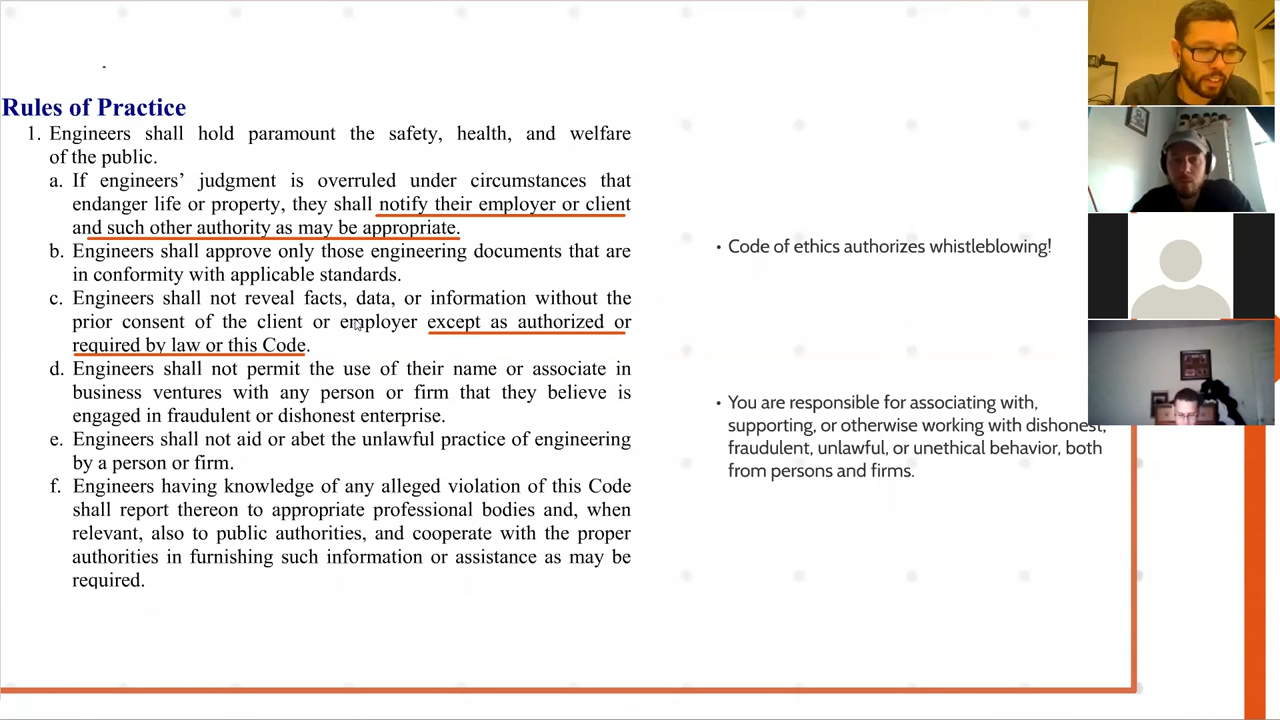 Rules of Practice
1. Engineers shall hold paramount the safety, health, and welfare
of the public.
a. If engineers’ judgment is overruled under circumstances that
endanger life or property, they shall notify their employer or client
and such other authority as may be appropriate.
b. Engineers shall approve only those engineering documents that are
in conformity with applicable standards.
c. Engineers shall not reveal facts, data, or information without the
prior consent of the client or employer except as authorized or
required by law or this Code.
d. Engineers shall not permit the use of their name or associate in
business ventures with any person or firm that they believe is
engaged in fraudulent or dishonest enterprise.
e. Engineers shall not aid or abet the unlawful practice of engineering
by a person or firm.
f. Engineers having knowledge of any alleged violation of this Code
shall report thereon to appropriate professional bodies and, when
relevant, also to public authorities, and cooperate with the proper
authorities in furnishing such information or assistance as may be
required.
• Code of ethics authorizes whistleblowing!
• You are responsible for associating with,
supporting, or otherwise working with dishonest,
fraudulent, unlawful, or unethical behavior, both
from persons and firms.